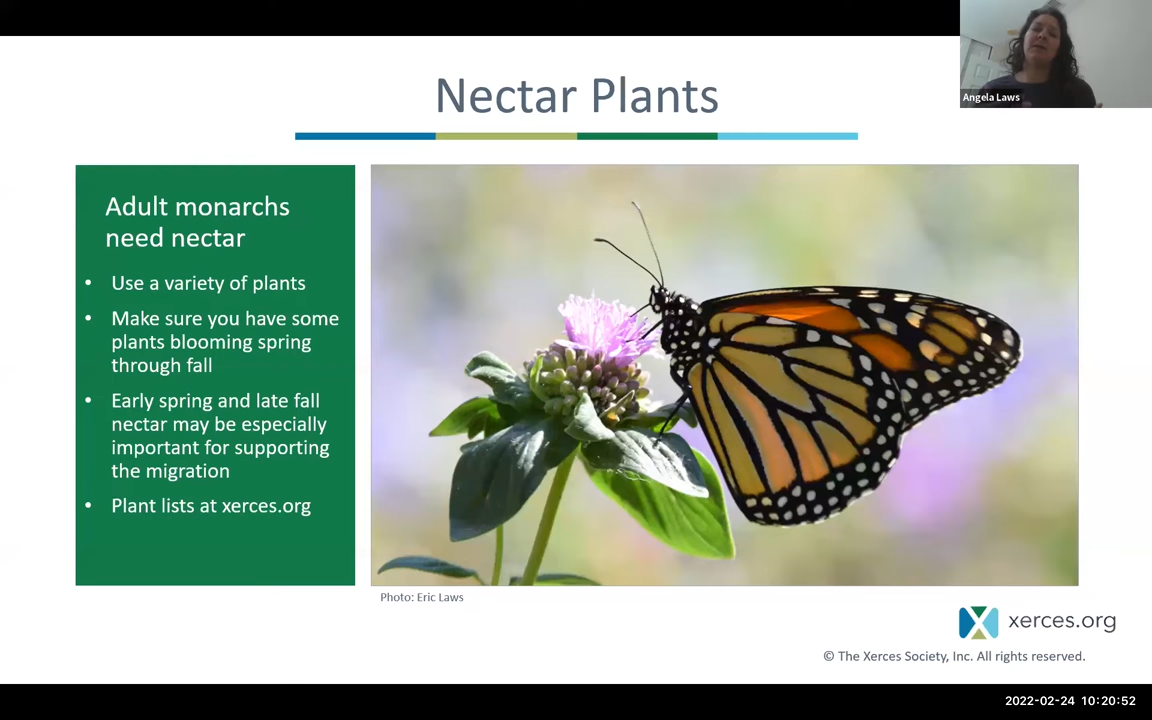 Angela Laws
Nectar Plants
Adult monarchs
need nectar
• Use a variety of plants
• Make sure you have some
plants blooming spring
through fall
• Early spring and late fall
nectar may be especially
important for supporting
the migration
• Plant lists at xerces.org
Photo: Eric Laws
xerces.org
© The Xerces Society, Inc. All rights reserved.
2022-02-24 10:20:52